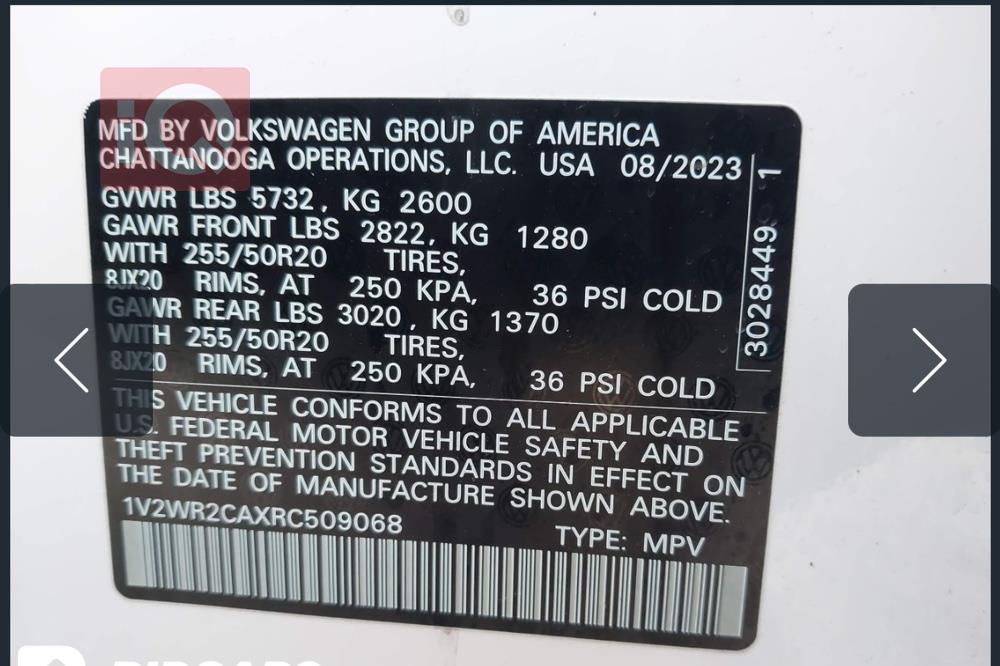 iQ
MFD BY VOLKSWAGEN GROUP OF AMERICA
CHATTANOOGA OPERATIONS, LLC. USA 08/2023
GVWR LBS 5732, KG 2600
GAWR FRONT LBS 2822, KG 1280
WITH 255/50R20 TIRES,
8JX20 RIMS, AT 250 KPA, 36 PSI COLD
GAWR REAR LBS 3020, KG 1370
WITH 255/50R20 TIRES,
8JX20 RIMS, AT 250 KPA, 36 PSI COLD
3028449 1
THIS VEHICLE CONFORMS TO ALL APPLICABLE
U.S. FEDERAL MOTOR VEHICLE SAFETY AND
THEFT PREVENTION STANDARDS IN EFFECT ON
THE DATE OF MANUFACTURE SHOWN ABOVE.
1V2WR2CAXRC509068
TYPE: MPV